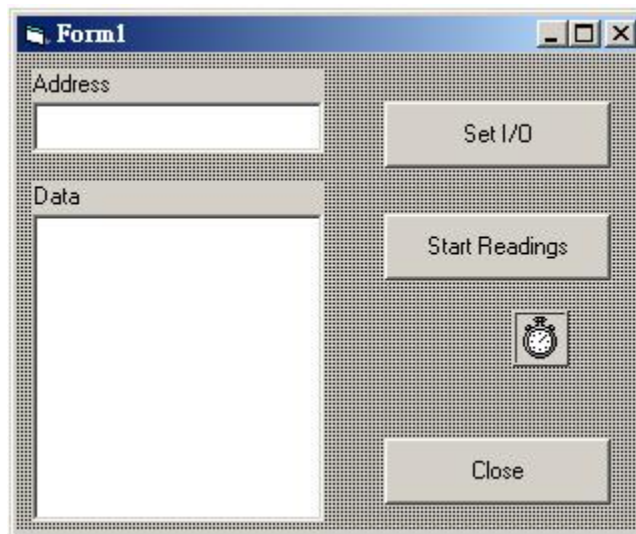 Form1
Address
Set I/O
Data
Start Readings
Close